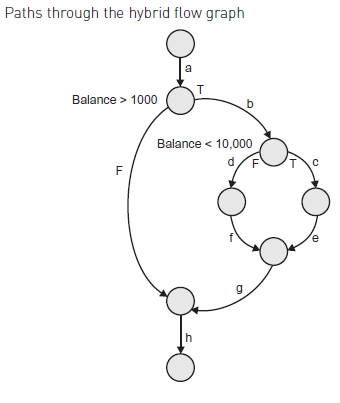 Paths through the hybrid flow graph
a
T
Balance > 1000
b
Balance < 10,000
d F T c
F
f e
g
h